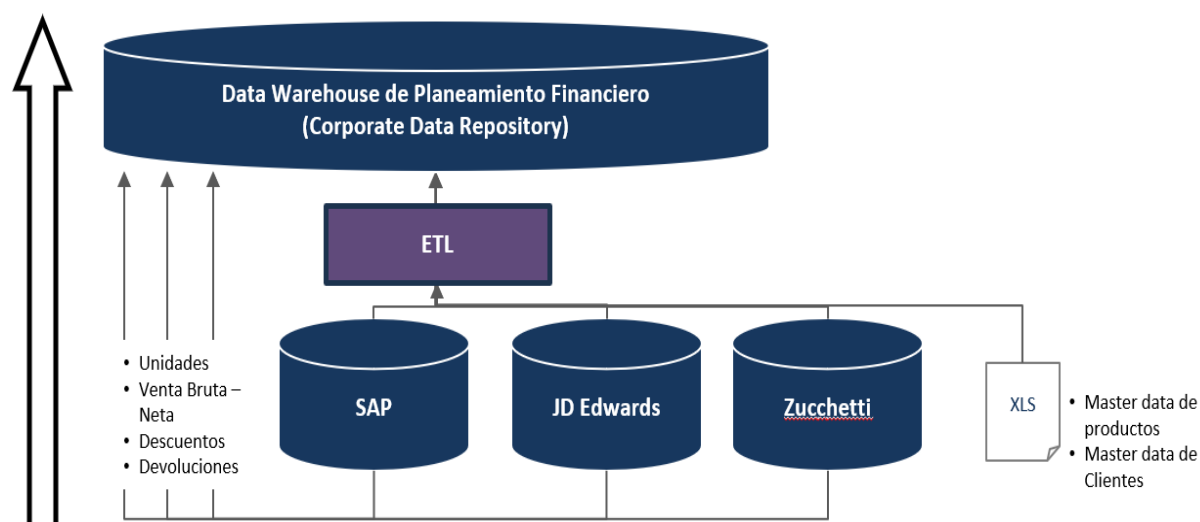 Data Warehouse de Planeamiento Financiero
(Corporate Data Repository)
ETL
• Unidades
• Venta Bruta –
Neta
• Descuentos
• Devoluciones
SAP
JD Edwards
Zucchetti
XLS
• Master data de
productos
• Master data de
Clientes